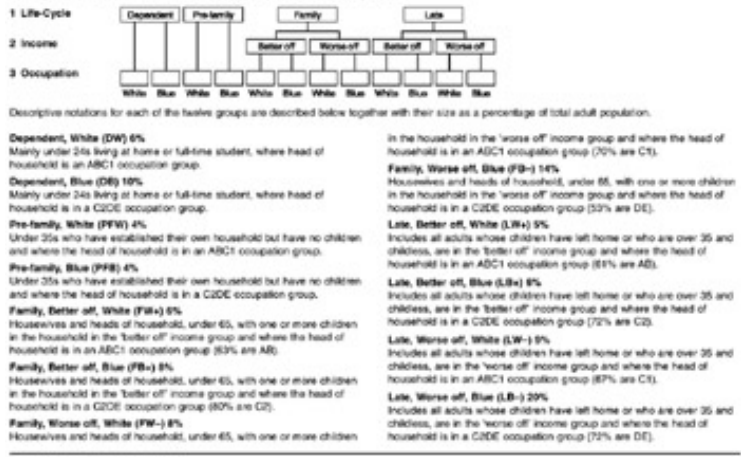 1 Life-Cycle
Dependent Pre-family Family Late
2 Income
Better off Worse off Better off Worse off
3 Occupation
White Blue White Blue White Blue White Blue White Blue White Blue
Descriptive notations for each of the twelve groups are described below together with their size as a percentage of total adult population.
Dependent, White (DW) 6%
Mainly under 24s living at home or full-time student, where head of
household is an ABC1 occupation group.
Dependent, Blue (DB) 10%
Mainly under 24s living at home or full-time student, where head of
household is in a C2DE occupation group.
Pre-family, White (PFW) 4%
Under 35s who have established their own household but have no children
and where the head of household is in an ABC1 occupation group.
Pre-family, Blue (PFB) 4%
Under 35s who have established their own household but have no children
and where the head of household is in a C2DE occupation group.
Family, Better off, White (FW+)
Housewives and heads of household, under 65, with one or more children
in the household in the 'better off' income group and where the head of
household is in an ABC1 occupation group (63% are AB).
Family, Better off, Blue (FB+)
Housewives and heads of household, under 65, with one or more children
in the household in the 'better off' income group and where the head of
household is in a C2DE occupation group (80% are C2).
Family, Worse off, White (FW–) 8%
Housewives and heads of household, under 65, with one or more children
in the household in the 'worse off' income group and where the head of
household is in an ABC1 occupation group (70% are C1).
Family, Worse off, Blue (FB–) 14%
Housewives and heads of household, under 65, with one or more children
in the household in the 'worse off' income group and where the head of
household is in a C2DE occupation group (53% are DE).
Late, Better off, White (LW+) 5%
Includes all adults whose children have left home or who are over 35 and
childless, are in the 'better off' income group and where the head of
household is in an ABC1 occupation group are AB).
Late, Better off, Blue (LB+)
Includes all adults whose children have left home or who are over 35 and
childless, are in the 'better off' income group and where the head of
household is in a C2DE occupation group (72% are C2).
Late, Worse off, White (LW–)
Includes all adults whose children have left home or who are over 35 and
childless, are in the 'worse off' income group and where the head of
household is in an ABC1 occupation group (67% are C1).
Late, Worse off, Blue (LB–) 20%
Includes all adults whose children have left home or who are over 35 and
childless, are in the 'worse off' income group and where the head of
household is in a C2DE occupation group (72% are DE).